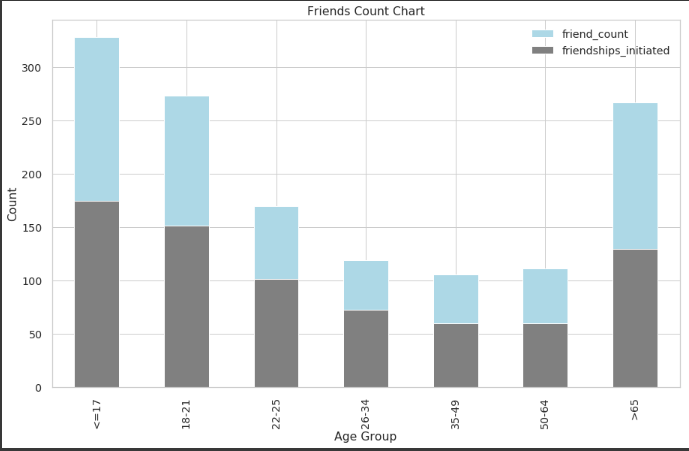 Friends Count Chart
friend_count
friendships_initiated
300
250
200
150
100
50
0
Count
<=17
18-21
22-25
26-34
35-49
50-64
>65
Age Group